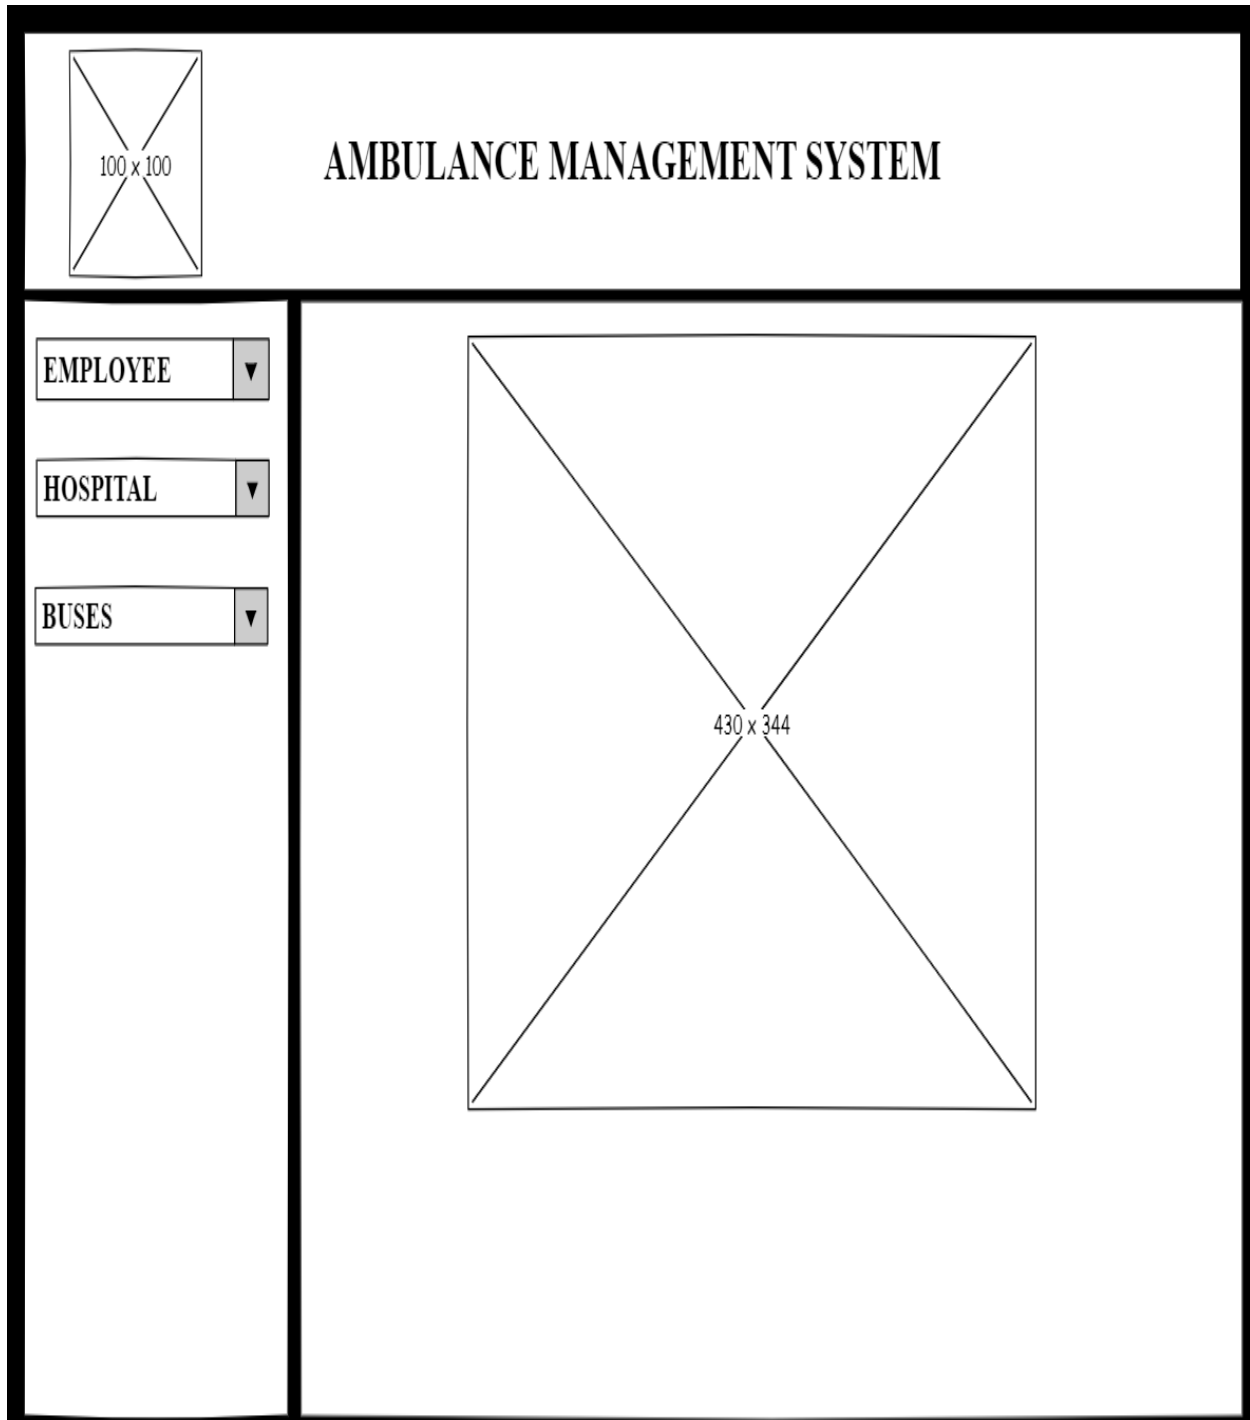 100 x 100
AMBULANCE MANAGEMENT SYSTEM
EMPLOYEE
HOSPITAL
BUSES
430 x 344